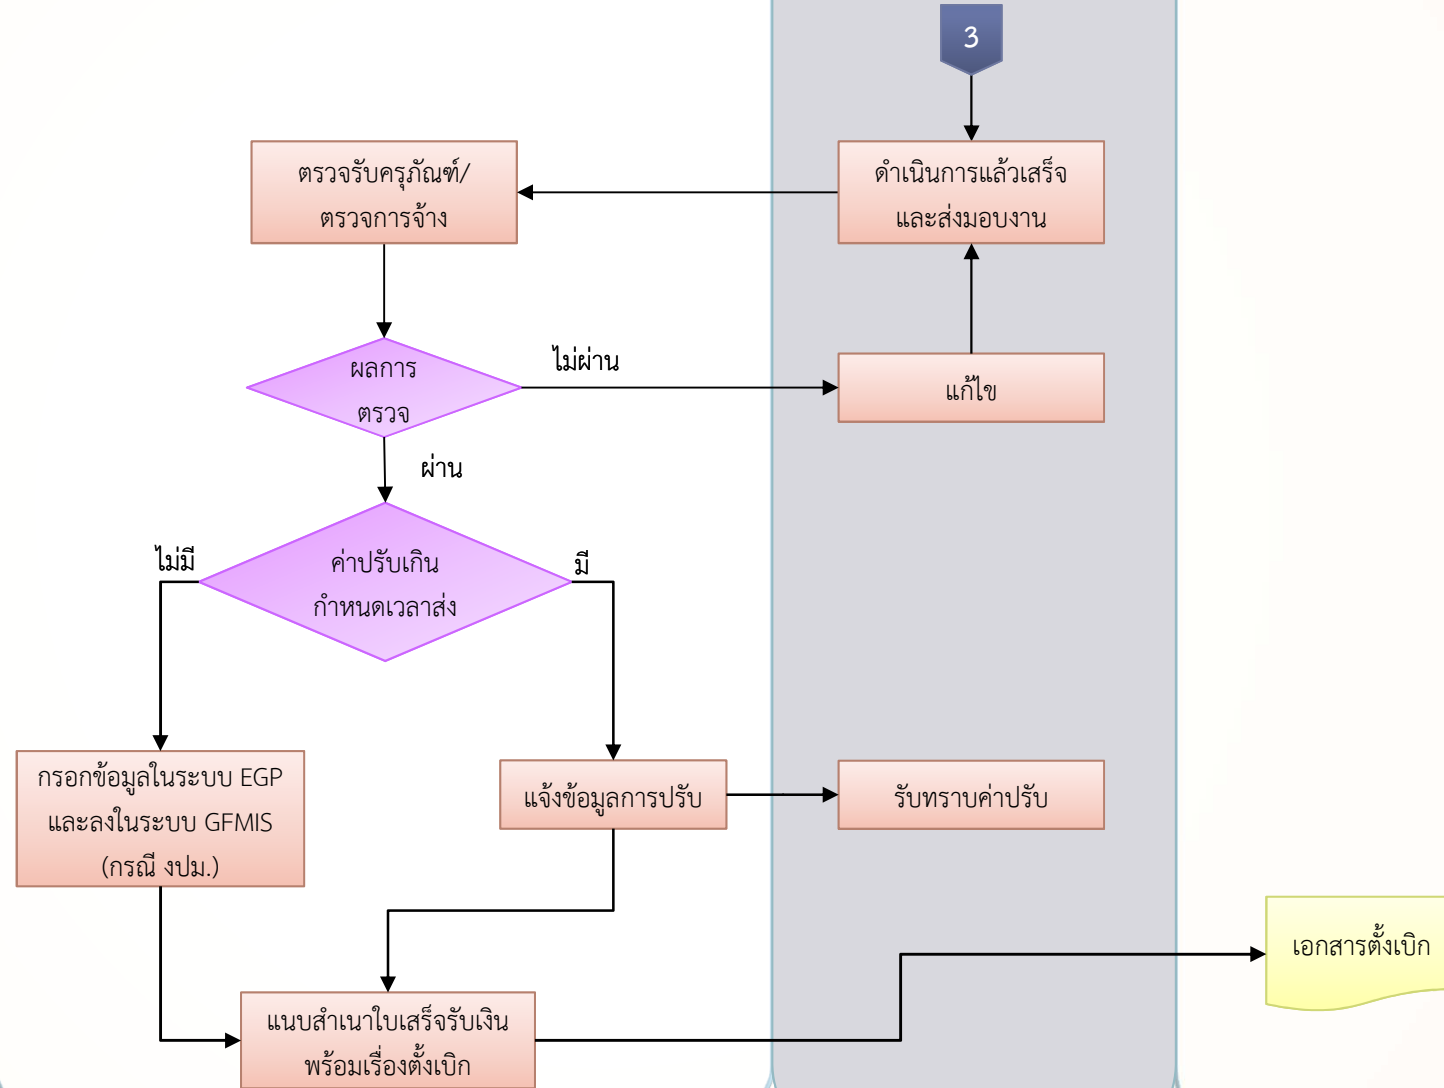 3
ตรวจรับครุภัณฑ์/
ตรวจการจ้าง
ดำเนินการแล้วเสร็จ
และส่งมอบงาน
ผลการ
ตรวจ
ไม่ผ่าน
แก้ไข
ผ่าน
ไม่มี
ค่าปรับเกิน
กำหนดเวลาส่ง
มี
กรอกข้อมูลในระบบ EGP
และลงในระบบ GFMIS
(กรณี งปม.)
แจ้งข้อมูลการปรับ
รับทราบค่าปรับ
เอกสารตั้งเบิก
แนบสำเนาใบเสร็จรับเงิน
พร้อมเรื่องตั้งเบิก